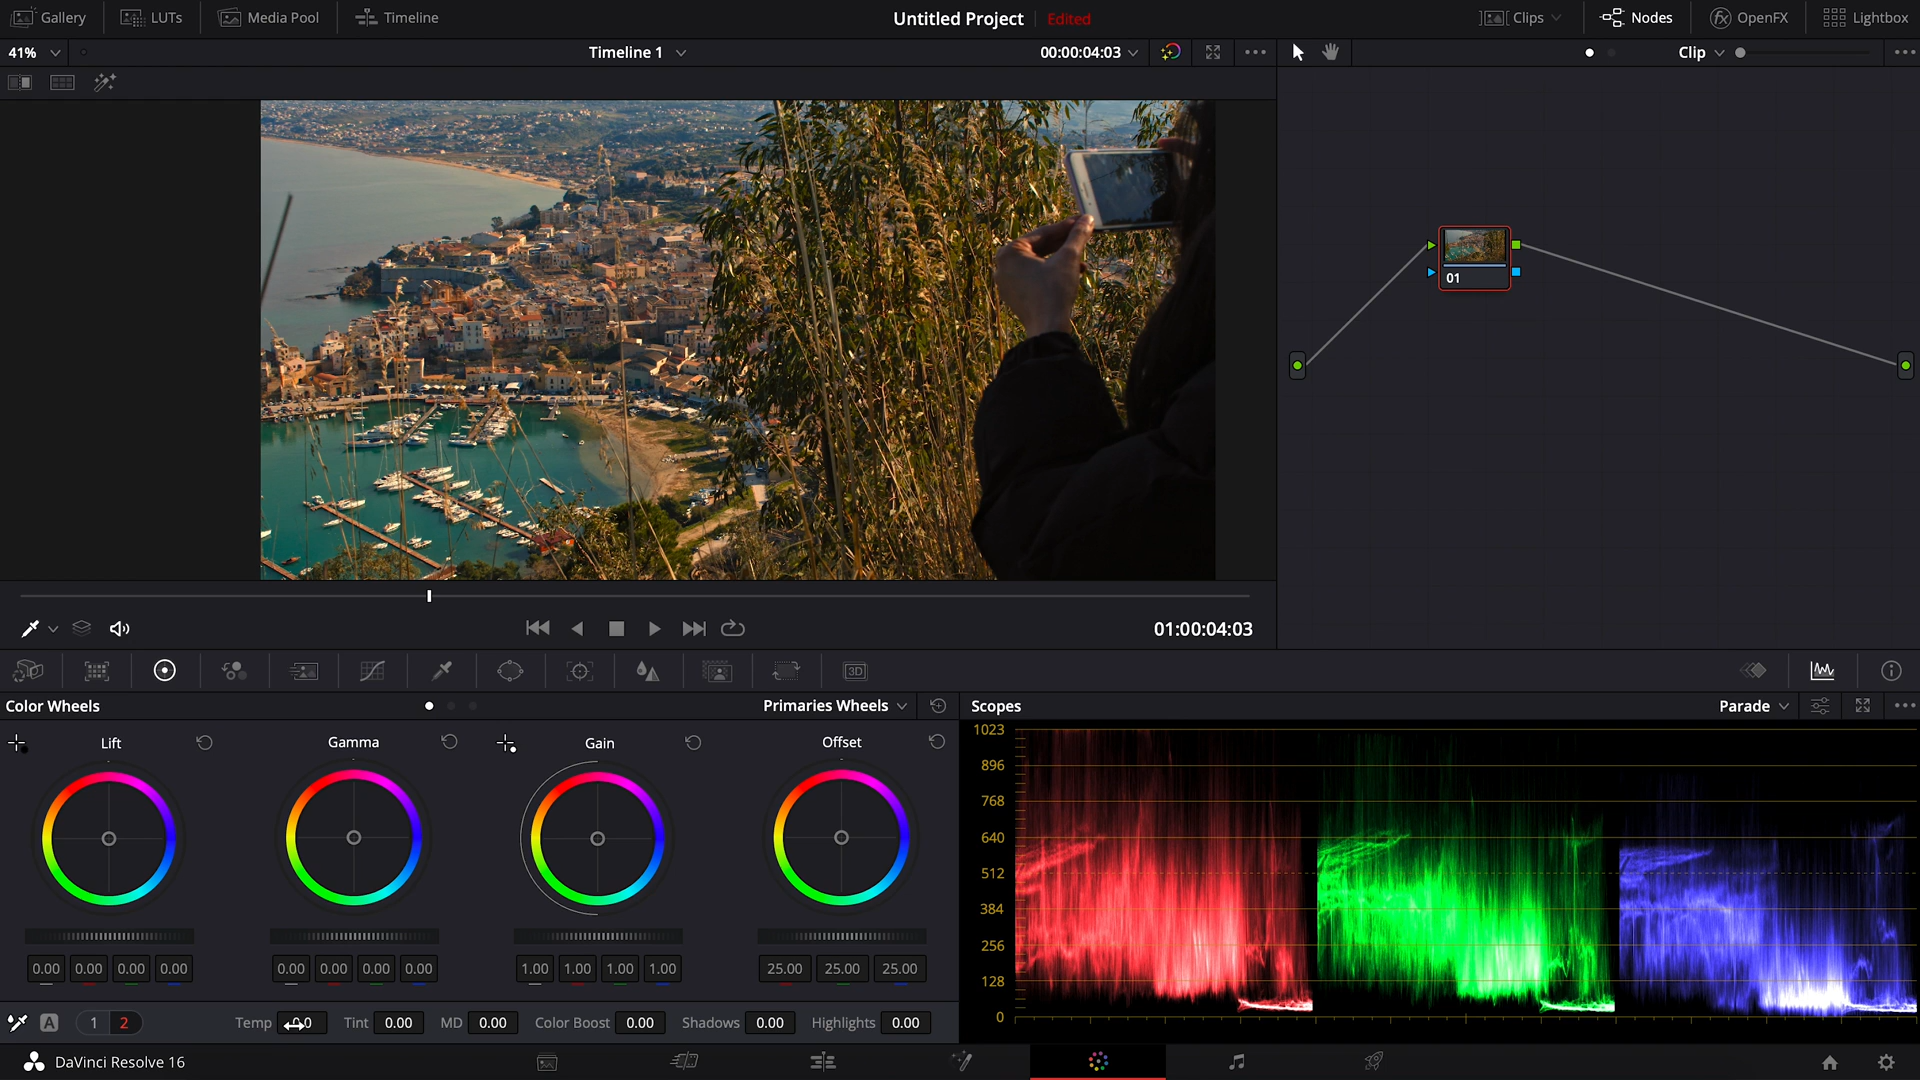 Gallery LUTs Media Pool Timeline Untitled Project Edited Clips Nodes OpenFX Lightbox
41% Timeline 1 00:00:04:03 Clip
01
01:00:04:03
3D
Color Wheels Primaries Wheels Scopes Parade
Lift Gamma Gain Offset
1023
896
768
640
512
384
256
128
0
0.00 0.00 0.00 0.00 0.00 0.00 0.00 0.00 1.00 1.00 1.00 1.00 25.00 25.00 25.00
A 1 2 Temp Tint 0.00 MD 0.00 Color Boost 0.00 Shadows 0.00 Highlights 0.00
DaVinci Resolve 16